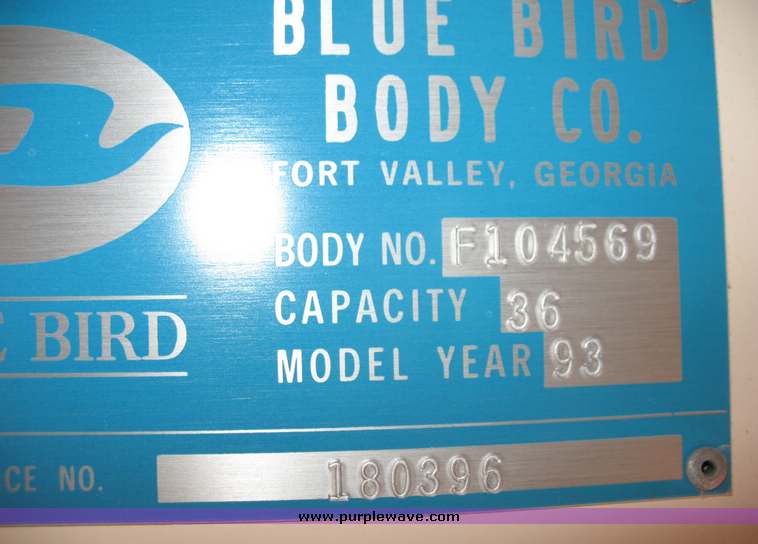 BLUE BIRD
BODY CO.
FORT VALLEY, GEORGIA
BODY NO. F104569
CAPACITY 36
BIRD
MODEL YEAR 93
CE NO. 180396
www.purplewave.com